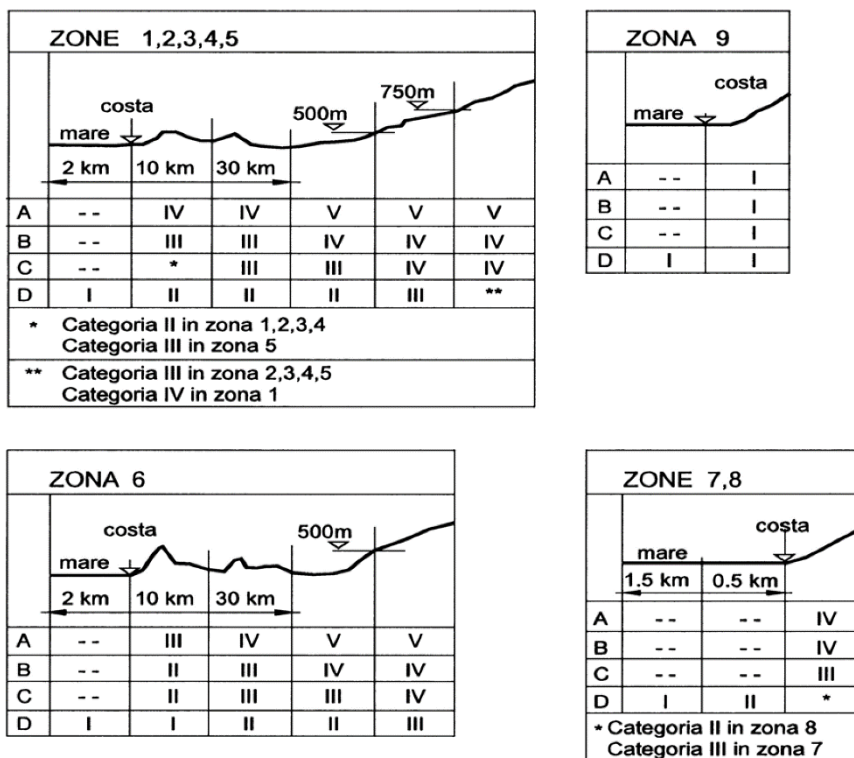 ZONE 1,2,3,4,5
costa
mare
500m
750m
2 km 10 km 30 km
A -- IV IV V V V
B -- III III IV IV IV
C -- * III III IV IV
D I II II II III **
* Categoria II in zona 1,2,3,4
Categoria III in zona 5
** Categoria III in zona 2,3,4,5
Categoria IV in zona 1
ZONA 9
costa
mare
A -- I
B -- I
C -- I
D I I
ZONA 6
costa
mare
500m
2 km 10 km 30 km
A -- III IV V V
B -- II III IV IV
C -- II III III IV
D I I II II III
ZONE 7,8
costa
mare
1.5 km 0.5 km
A -- -- IV
B -- -- IV
C -- -- III
D I II *
* Categoria II in zona 8
Categoria III in zona 7